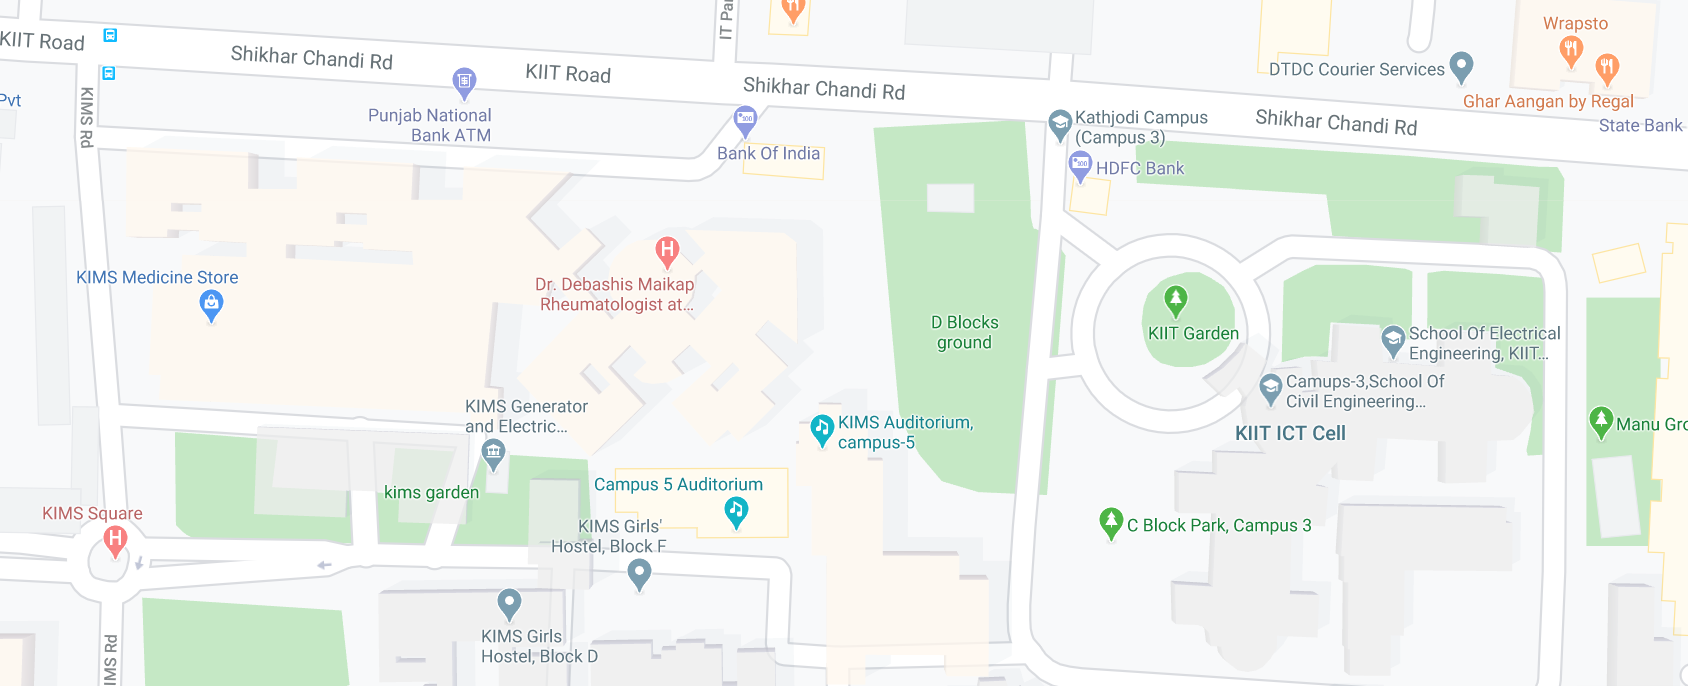 IT Par
Wrapsto
KIIT Road
Shikhar Chandi Rd
KIIT Road
Shikhar Chandi Rd
DTDC Courier Services
Ghar Aangan by Regal
Pvt
KIMS Rd
Punjab National
Bank ATM
Kathjodi Campus
(Campus 3)
Shikhar Chandi Rd
State Bank
Bank Of India
HDFC Bank
KIMS Medicine Store
Dr. Debashis Maikap
Rheumatologist at...
D Blocks
ground
KIIT Garden
School Of Electrical
Engineering, KIIT...
Camups-3,School Of
Civil Engineering...
KIIT ICT Cell
KIMS Generator
and Electric...
KIMS Auditorium,
campus-5
Manu Gro
kims garden
Campus 5 Auditorium
KIMS Square
KIMS Girls'
Hostel, Block F
C Block Park, Campus 3
KIMS Girls
Hostel, Block D
IMS Rd